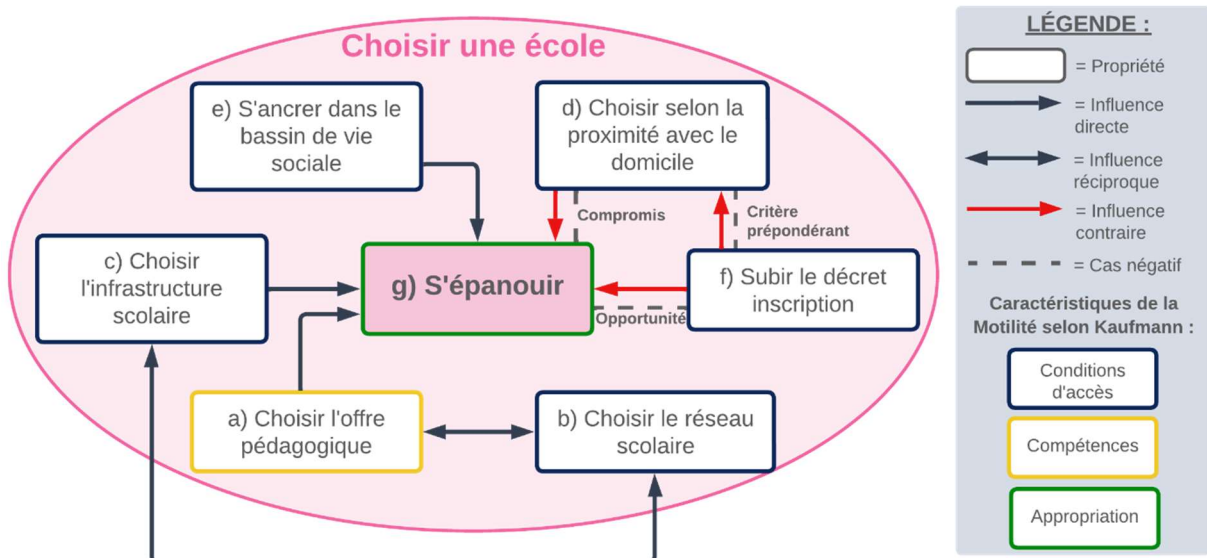 Choisir une école
e) S'ancrer dans le
bassin de vie
sociale
d) Choisir selon la
proximité avec le
domicile
Compromis
Critère
prépondérant
c) Choisir
l'infrastructure
scolaire
g) S'épanouir
f) Subir le décret
inscription
Opportunité
a) Choisir l'offre
pédagogique
b) Choisir le réseau
scolaire
LÉGENDE :
= Propriété
= Influence
directe
= Influence
réciproque
= Influence
contraire
= Cas négatif
Caractéristiques de la
Motilité selon Kaufmann :
Conditions
d'accès
Compétences
Appropriation